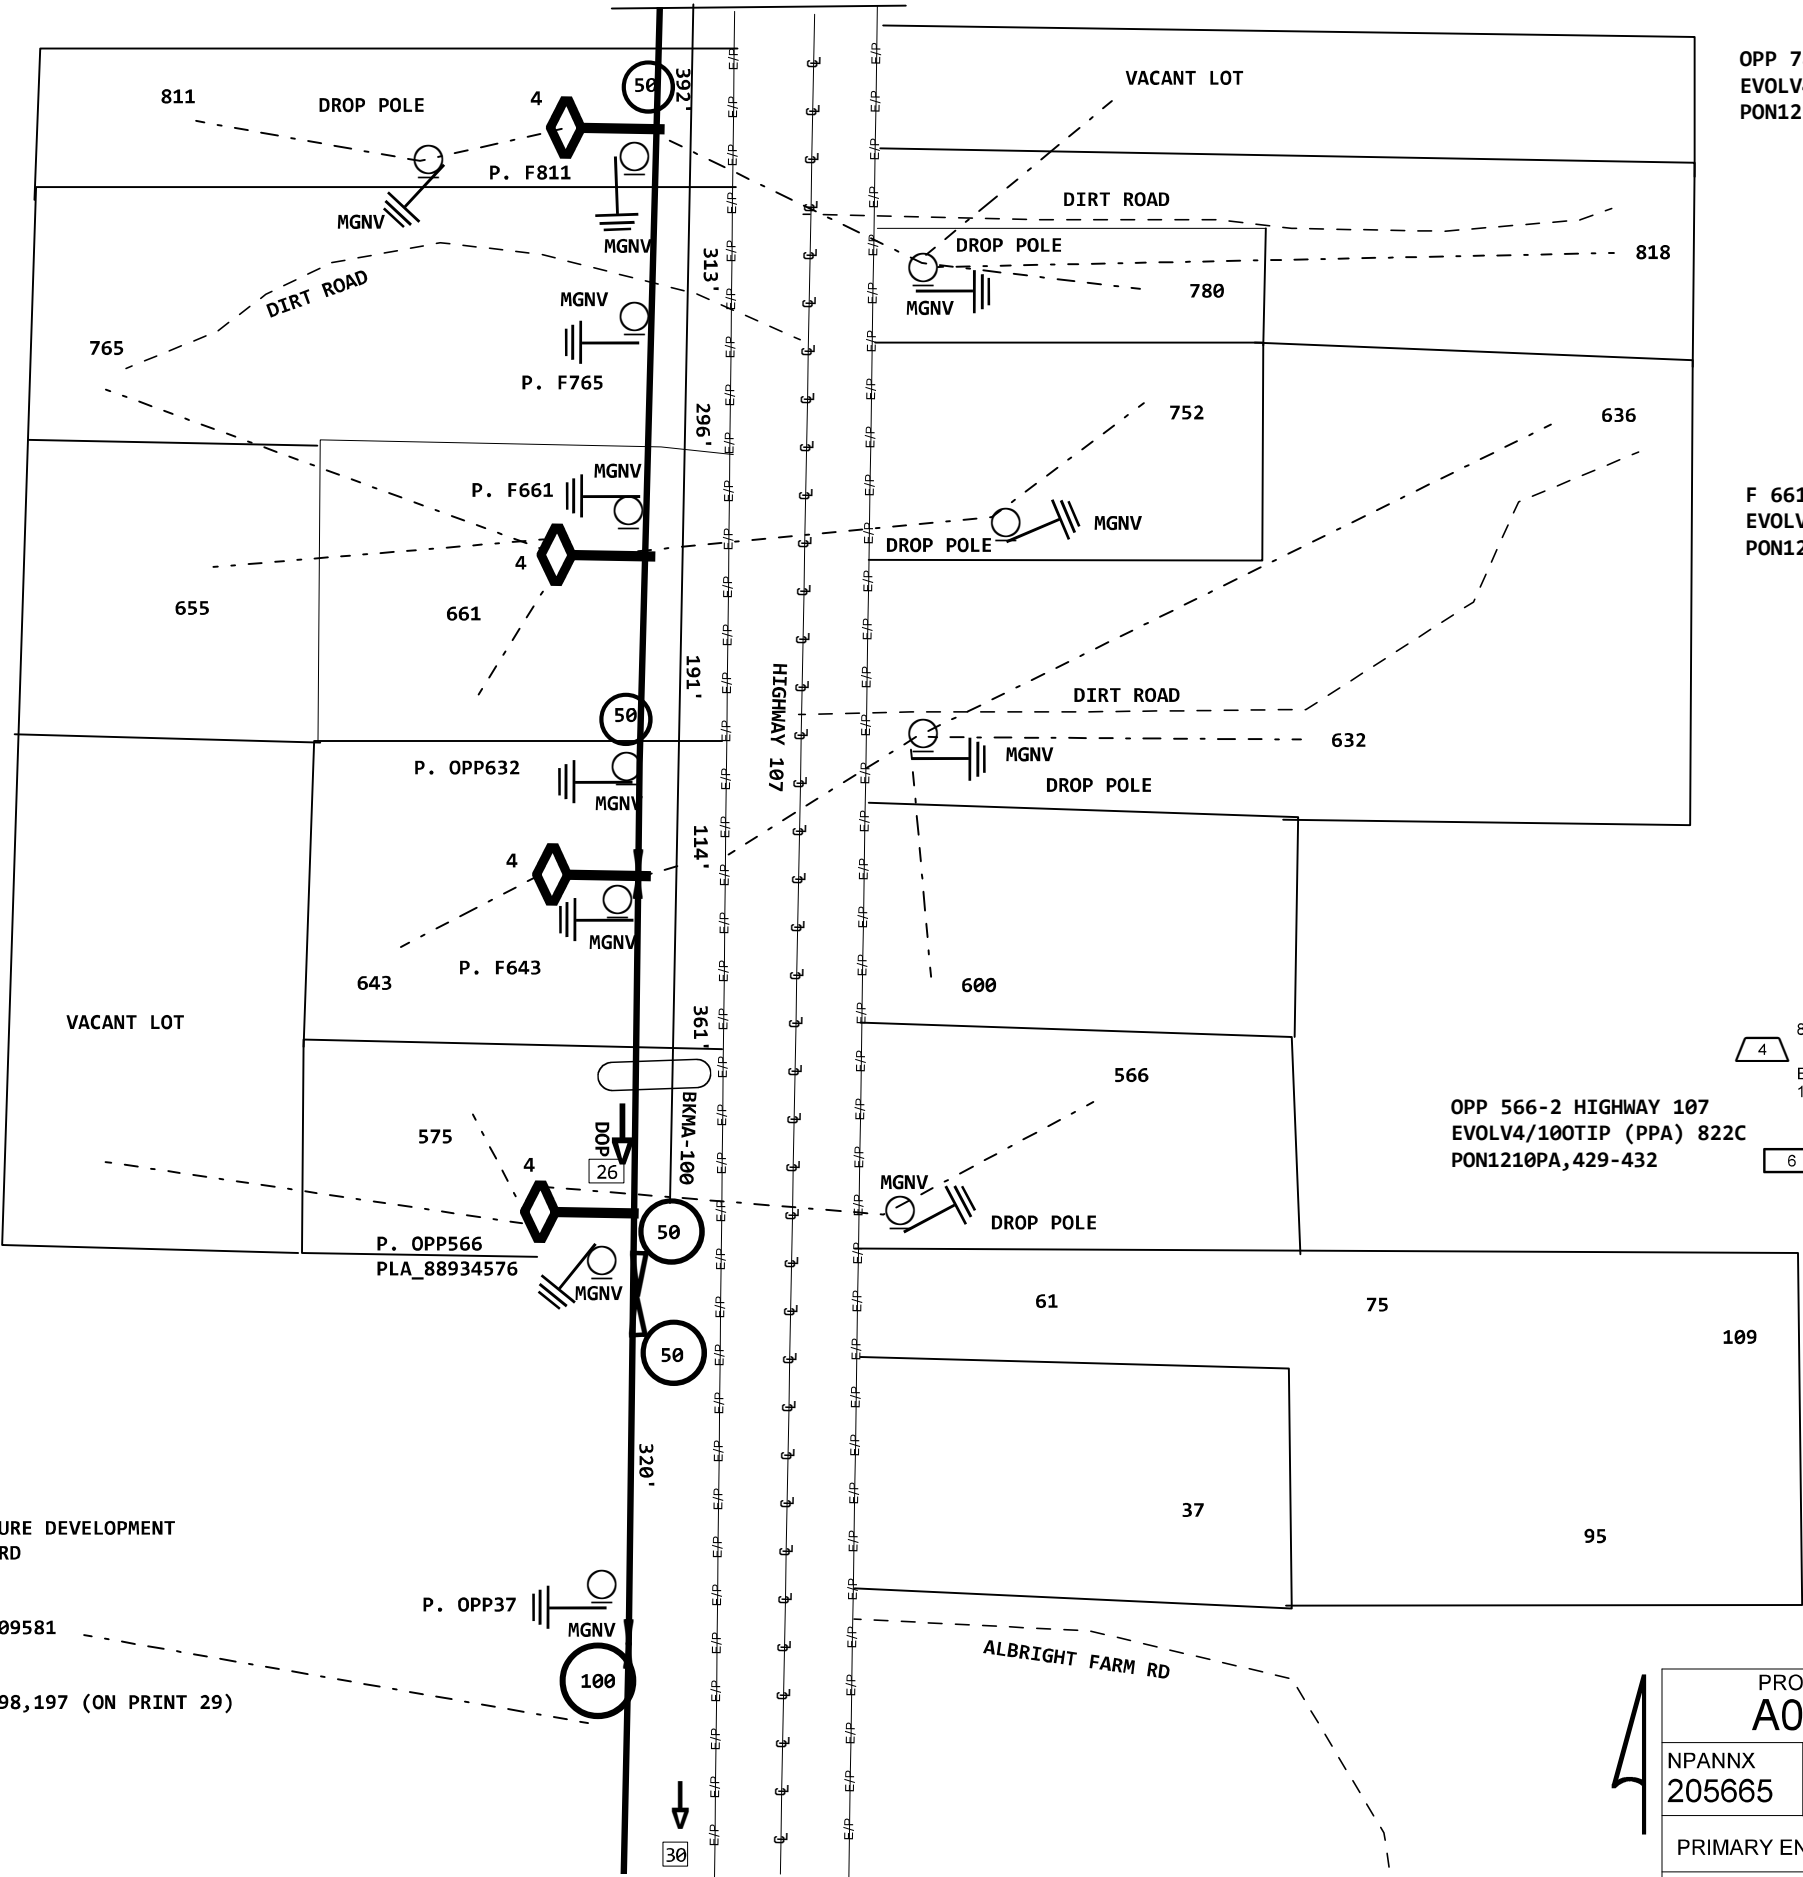 OPP 7
EVOLV
PON12
811
DROP POLE
4
50
392'
VACANT LOT
P. F811
MGNV
MGNV
DIRT ROAD
DROP POLE
818
780
MGNV
313'
DIRT ROAD
MGNV
765
P. F765
296'
752
636
MGNV
P. F661
F 661
EVOLV
PON12
MGNV
DROP POLE
4
655
661
191'
HIGHWAY 107
DIRT ROAD
50
632
MGNV
DROP POLE
P. OPP632
MGNV
114'
4
MGNV
P. F643
643
600
VACANT LOT
361'
4
566
OPP 566-2 HIGHWAY 107
EVOLV4/10OTIP (PPA) 822C
PON1210PA,429-432
6
BKMA-100
DOP
26
575
4
MGNV
DROP POLE
50
P. OPP566
PLA_88934576
MGNV
61
75
109
50
320'
37
95
URE DEVELOPMENT
RD
P. OPP37
MGNV
09581
ALBRIGHT FARM RD
100
98,197 (ON PRINT 29)
30
PRO
A0
NPANNX
205665
PRIMARY EN
E/P